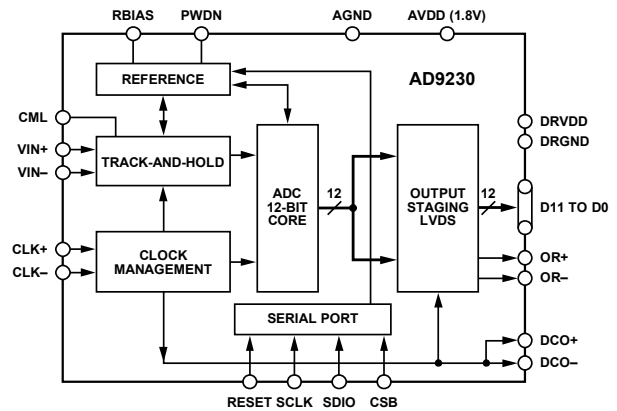 RBIAS PWDN AGND AVDD (1.8V)
REFERENCE
AD9230
CML
VIN+
VIN–
TRACK-AND-HOLD
ADC
12-BIT
CORE
12
OUTPUT
STAGING
LVDS
12
DRVDD
DRGND
D11 TO D0
CLK+
CLK–
CLOCK
MANAGEMENT
OR+
OR–
SERIAL PORT
DCO+
DCO–
RESET SCLK SDIO CSB